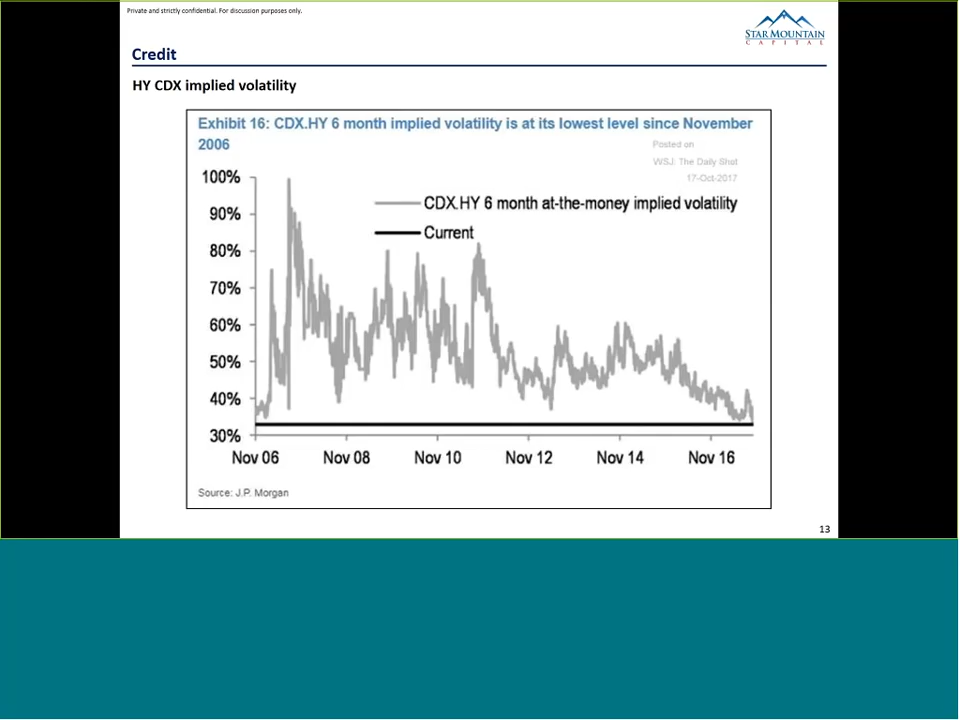 Private and strictly confidential. For discussion purposes only.
STAR MOUNTAIN
CAPITAL
Credit
HY CDX implied volatility
Exhibit 16: CDX.HY 6 month implied volatility is at its lowest level since November
2006
Posted on
WSJ: The Daily Shot
17-Oct-2017
100%
90%
80%
70%
60%
50%
40%
30%
CDX.HY 6 month at-the-money implied volatility
Current
Nov 06
Nov 08
Nov 10
Nov 12
Nov 14
Nov 16
Source: J.P. Morgan
13